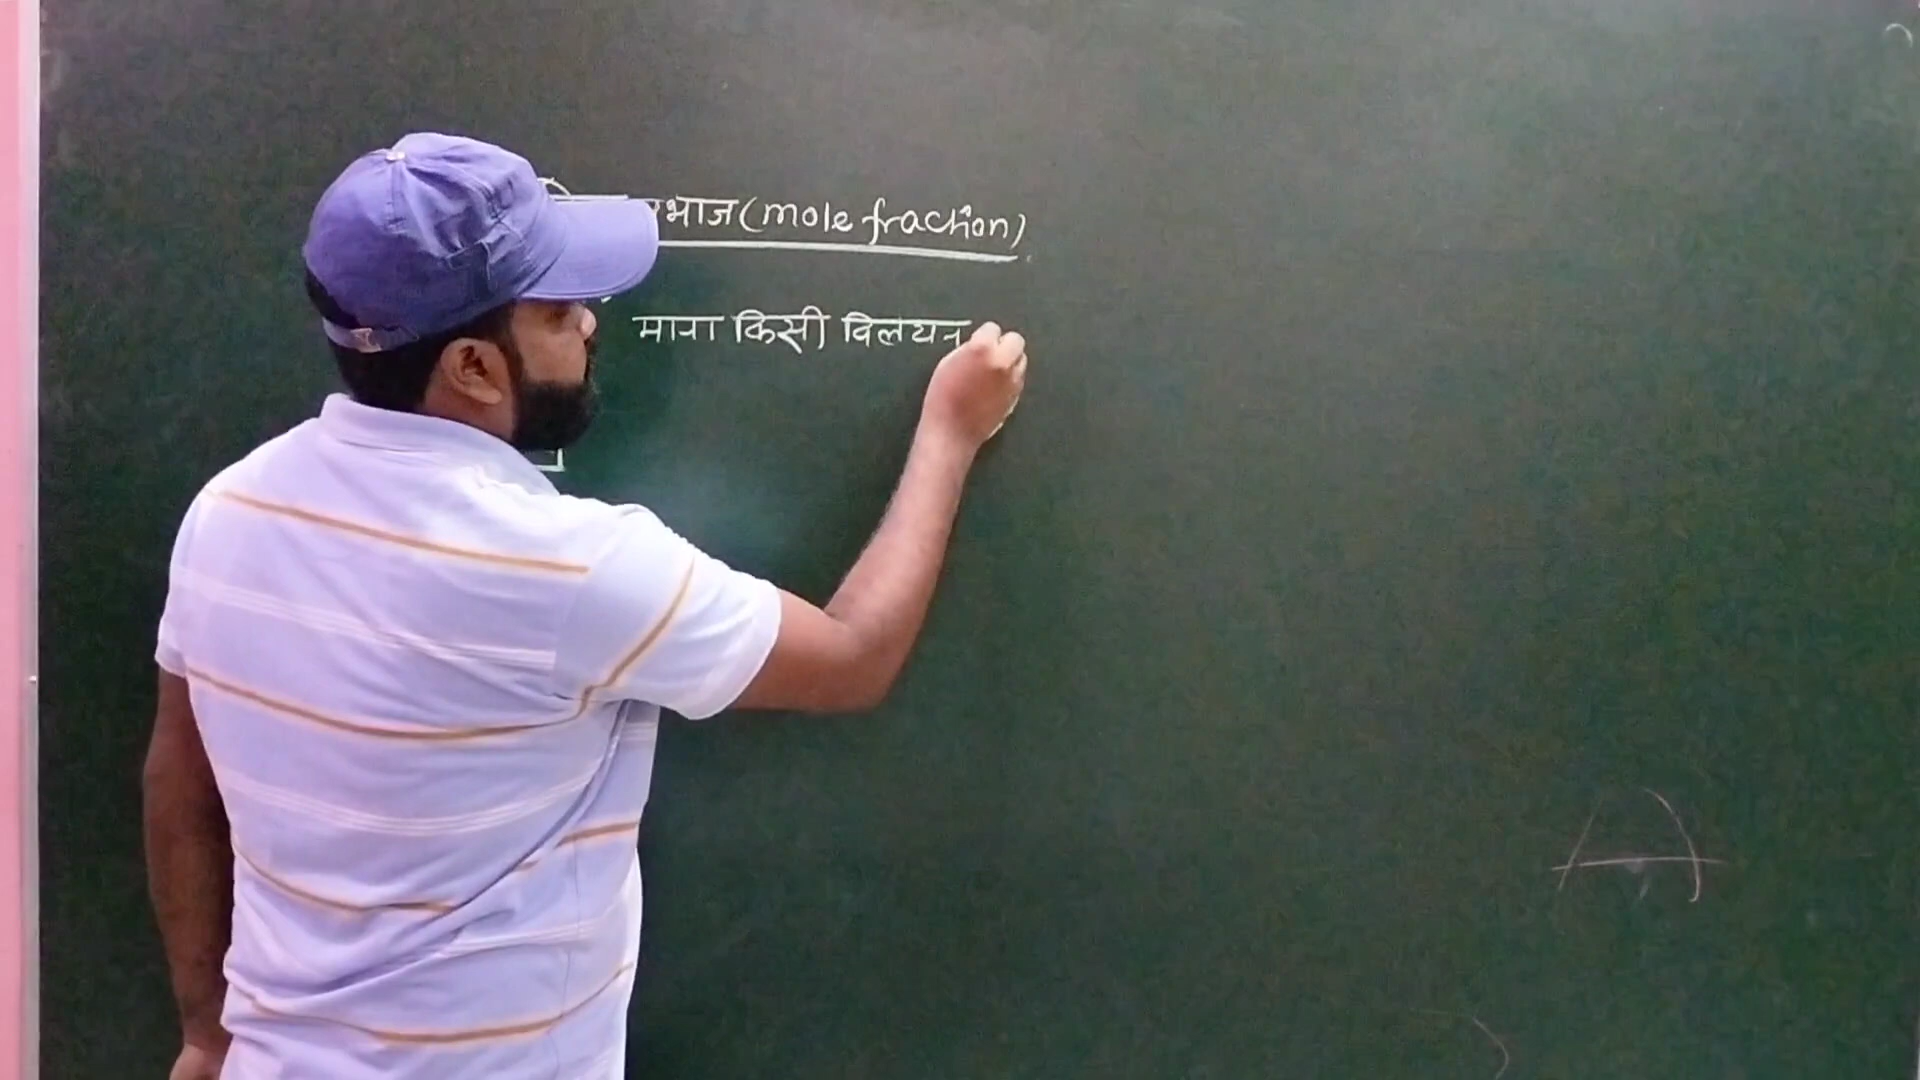 (mole fraction)
माना किसी विलयन